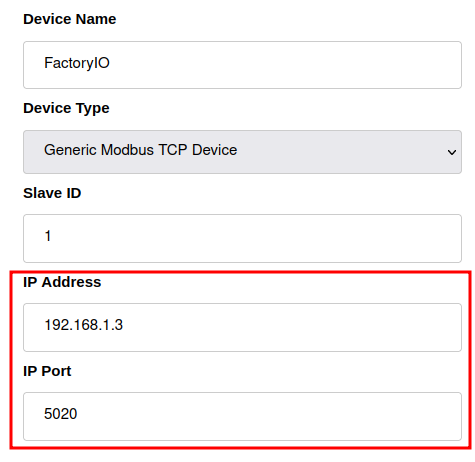 Device Name
FactoryIO
Device Type
Generic Modbus TCP Device
Slave ID
1
IP Address
192.168.1.3
IP Port
5020